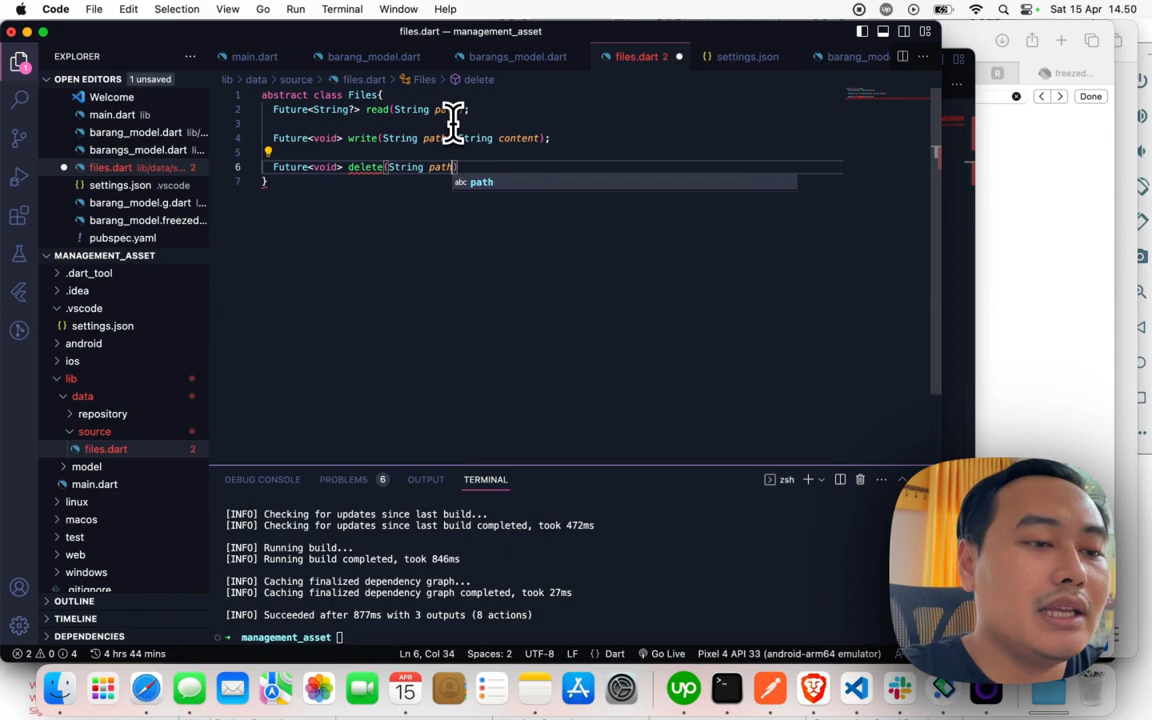 Code File Edit Selection View Go Run Terminal Window Help Sat 15 Apr 14.50
files.dart — management_asset
EXPLORER
main.dart barang_model.dart barangs_model.dart files.dart 2 settings.json barang_mod
R freezed...
lib > data > source > files.dart > Files > delete
Done
OPEN EDITORS 1 unsaved
Welcome
main.dart lib
barang_model.dart lib/...
barangs_model.dart lib...
files.dart lib/data/s... 2
settings.json .vscode
barang_model.g.dart l...
barang_model.freezed...
pubspec.yaml
MANAGEMENT_ASSET
.dart_tool
.idea
.vscode
settings.json
android
ios
lib
data
repository
source
files.dart 2
model
main.dart
linux
macos
test
web
windows
.gitignore
OUTLINE
TIMELINE
DEPENDENCIES
1 abstract class Files{
2 Future<String?> read(String pa ;
3
4 Future<void> write(String path String content);
5
6 Future<void> delete(String path)
abc path
7 }
DEBUG CONSOLE PROBLEMS 6 OUTPUT TERMINAL zsh
[INFO] Checking for updates since last build...
[INFO] Checking for updates since last build completed, took 472ms
[INFO] Running build...
[INFO] Running build completed, took 846ms
[INFO] Caching finalized dependency graph...
[INFO] Caching finalized dependency graph completed, took 27ms
[INFO] Succeeded after 877ms with 3 outputs (8 actions)
→ management_asset
2 0 4 4 hrs 44 mins Ln 6, Col 34 Spaces: 2 UTF-8 LF {} Dart Go Live Pixel 4 API 33 (android-arm64 emulator)
APR
15
up